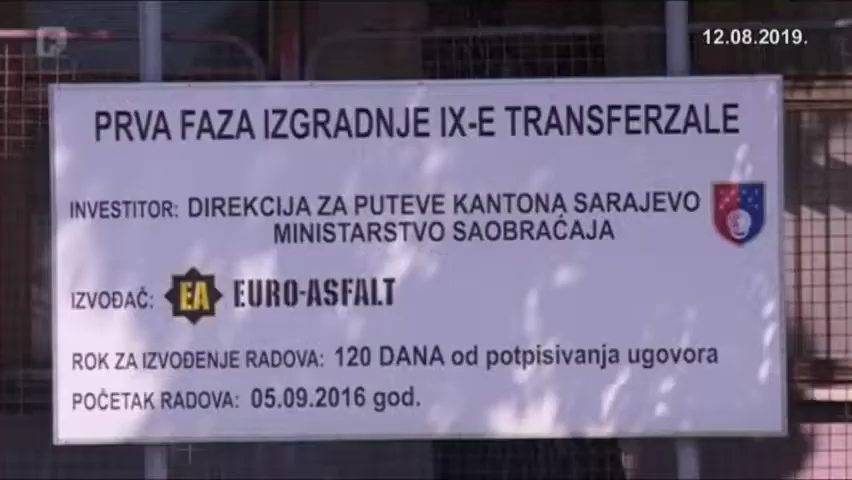 12.08.2019.
PRVA FAZA IZGRADNJE IX-E TRANSFERZALE
INVESTITOR: DIREKCIJA ZA PUTEVE KANTONA SARAJEVO
MINISTARSTVO SAOBRAĆAJA
IZVOĐAČ: EA EURO-ASFALT
ROK ZA IZVOĐENJE RADOVA: 120 DANA od potpisivanja ugovora
POČETAK RADOVA: 05.09.2016 god.